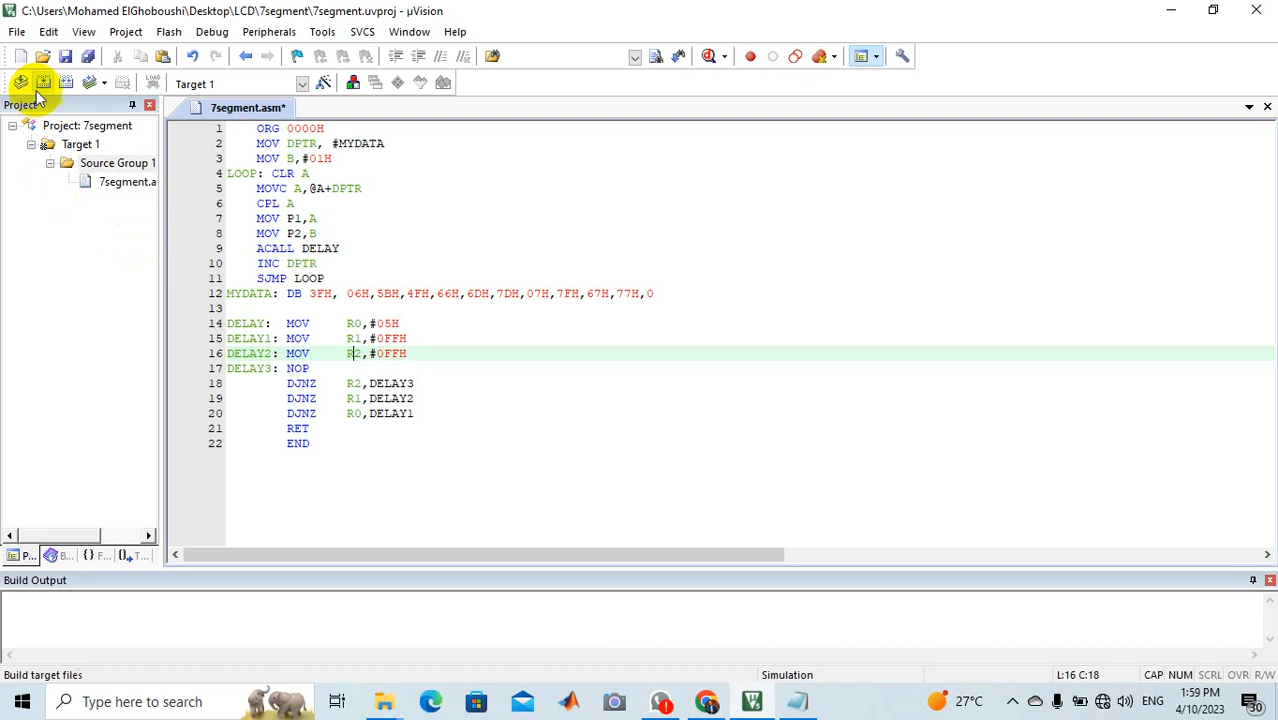 C:\Users\Mohamed ElGhoboushi\Desktop\LCD\7segment\7segment.uvproj - µVision
File Edit View Project Flash Debug Peripherals Tools SVCS Window Help
LOAD Target 1
Project
Project: 7segment
Target 1
Source Group 1
7segment.a
7segment.asm*
1 ORG 0000H
2 MOV DPTR, #MYDATA
3 MOV B,#01H
4 LOOP: CLR A
5 MOVC A,@A+DPTR
6 CPL A
7 MOV P1,A
8 MOV P2,B
9 ACALL DELAY
10 INC DPTR
11 SJMP LOOP
12 MYDATA: DB 3FH, 06H,5BH,4FH,66H,6DH,7DH,07H,7FH,67H,77H,0
13
14 DELAY: MOV R0,#05H
15 DELAY1: MOV R1,#0FFH
16 DELAY2: MOV R2,#0FFH
17 DELAY3: NOP
18 DJNZ R2,DELAY3
19 DJNZ R1,DELAY2
20 DJNZ R0,DELAY1
21 RET
22 END
P... B... {} F... T...
Build Output
Build target files Simulation L:16 C:18 CAP NUM SCRL OVR R/W
Type here to search 27°C ENG 1:59 PM
4/10/2023 30